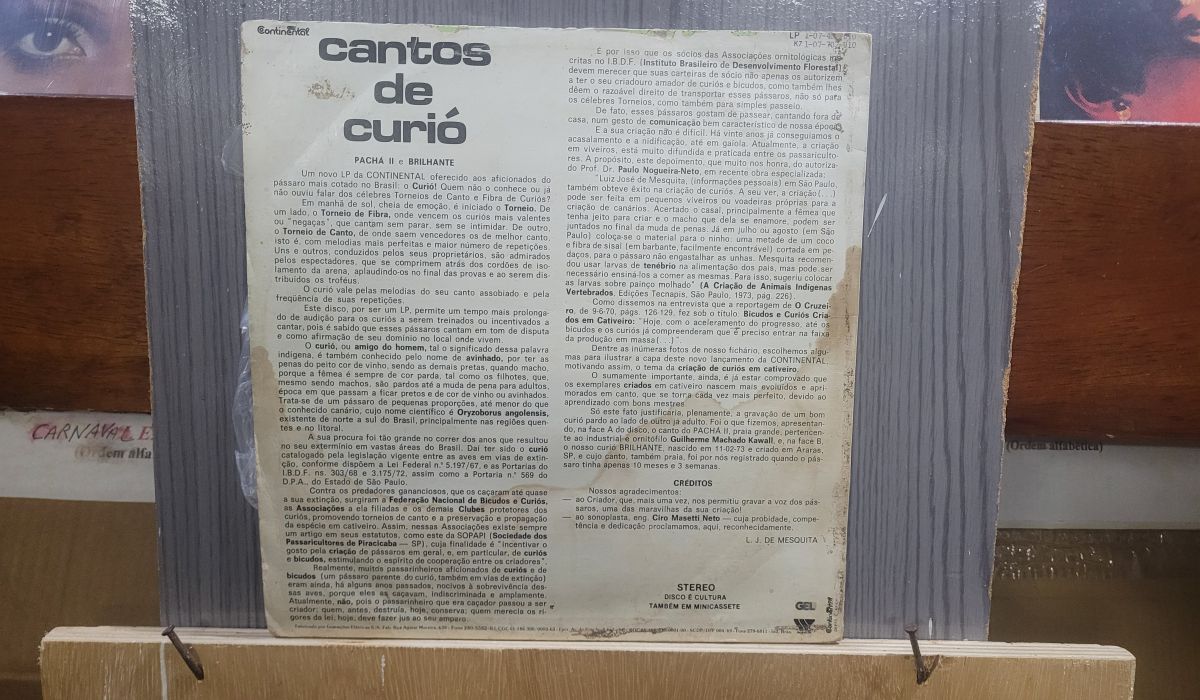 Continental
cantos
de
curió
PACHÁ II e BRILHANTE
Um novo LP da CONTINENTAL oferecido aos aficionados do
pássaro mais cotado no Brasil: o Curió! Quem não o conhece ou já
não ouviu falar dos célebres Torneios de Canto e Fibra de Curiós?
Em manhã de sol, cheia de emoção, é iniciado o Torneio. De
um lado, o Torneio de Fibra, onde vencem os curiós mais valentes
ou "negaças", que cantam sem parar, sem se intimidar. De outro,
o Torneio de Canto, de onde saem vencedores os de melhor canto,
isto é, com melodias mais perfeitas e maior número de repetições.
Uns e outros, conduzidos pelos seus proprietários, são admirados
pelos espectadores, que se comprimem atrás dos cordões de iso-
lamento da arena, aplaudindo-os no final das provas e ao serem dis-
tribuídos os troféus.
O curió vale pelas melodias do seu canto assobiado e pela
freqüência de suas repetições.
Este disco, por ser um LP, permite um tempo mais prolonga-
do de audição para os curiós a serem treinados ou incentivados a
cantar, pois é sabido que esses pássaros cantam em tom de disputa
e como afirmação de seu domínio no local onde vivem.
O curió, ou amigo do homem, tal o significado dessa palavra
indígena, é também conhecido pelo nome de avinhado, por ter as
penas do peito cor de vinho, sendo as demais pretas, quando macho,
porque a fêmea é sempre de cor parda, tal como os filhotes, que,
mesmo sendo machos, são pardos até a muda de pena para adultos,
época em que passam a ficar pretos e de cor de vinho ou avinhados.
Trata-se de um pássaro de pequenas proporções, até menor do que
o conhecido canário, cujo nome científico é Oryzoborus angolensis,
existente de norte a sul do Brasil, principalmente nas regiões quen-
tes e no litoral.
A sua procura foi tão grande no correr dos anos que resultou
no seu extermínio em vastas áreas do Brasil. Daí ter sido o curió
catalogado pela legislação vigente entre as aves em vias de extin-
ção, conforme dispõem a Lei Federal n.º 5.197/67, e as Portarias do
I.B.D.F. ns. 303/68 e 3.175/72, assim como a Portaria n.º 569 do
D.P.A., do Estado de São Paulo.
Contra os predadores gananciosos, que os caçaram até quase
a sua extinção, surgiram a Federação Nacional de Bicudos e Curiós,
as Associações a ela filiadas e os demais Clubes protetores dos
curiós, promovendo torneios de canto e a preservação e propagação
da espécie em cativeiro. Assim, nessas Associações existe sempre
um artigo em seus estatutos, como este da SOPAPI (Sociedade dos
Passaricultores de Piracicaba — SP), cuja finalidade é "incentivar o
gosto pela criação de pássaros em geral, e, em particular, de curiós
e bicudos, estimulando o espírito de cooperação entre os criadores".
Realmente, muitos passarinheiros aficionados de curiós e de
bicudos (um pássaro parente do curió, também em vias de extinção)
eram ainda, há alguns anos passados, nocivos à sobrevivência des-
sas aves, porque eles as caçavam, indiscriminada e amplamente.
Atualmente, não, pois o passarinheiro que era caçador passou a ser
criador; quem, antes, destruía, hoje, conserva; quem merecia os ri-
gores da lei, hoje, deve fazer jus ao seu amparo.
É por isso que os sócios das Associações ornitológicas ins-
critas no I.B.D.F. (Instituto Brasileiro de Desenvolvimento Florestal)
devem merecer que suas carteiras de sócio não apenas os autorizem
a ter o seu criadouro amador de curiós e bicudos, como também lhes
dêem o razoável direito de transportar esses pássaros, não só para
os célebres Torneios, como também para simples passeio.
De fato, esses pássaros gostam de passear, cantando fora de
casa, num gesto de comunicação bem característico de nossa época.
E a sua criação não é difícil. Há vinte anos já conseguíamos o
acasalamento e a nidificação, até em gaiola. Atualmente, a criação
em viveiros, está muito difundida e praticada entre os passariculto-
res. A propósito, este depoimento, que muito nos honra, do autoriza-
do Prof. Dr. Paulo Nogueira-Neto, em recente obra especializada:
"Luiz José de Mesquita, (informações pessoais) em São Paulo,
também obteve êxito na criação de curiós. A seu ver, a criação (...)
pode ser feita em pequenos viveiros ou voadeiras próprias para a
criação de canários. Acertado o casal, principalmente a fêmea que
tenha jeito para criar e o macho que dela se enamore, podem ser
juntados no final da muda de penas. Já em julho ou agosto (em São
Paulo) coloca-se o material para o ninho: uma metade de um coco
e fibra de sisal (em barbante, facilmente encontrável) cortada em pe-
daços, para o pássaro não engastalhar as unhas. Mesquita recomen-
dou usar larvas de tenébrio na alimentação dos pais, mas pode ser
necessário ensiná-los a comer as mesmas. Para isso, sugeriu colocar
as larvas sobre painço molhado" (A Criação de Animais Indígenas
Vertebrados, Edições Tecnapis, São Paulo, 1973, pág. 226).
Como dissemos na entrevista que a reportagem de O Cruzei-
ro, de 9-6-70, págs. 126-129, fez sob o título: Bicudos e Curiós Cria-
dos em Cativeiro: "Hoje, com o aceleramento do progresso, até os
bicudos e os curiós já compreenderam que é preciso entrar na faixa
da produção em massa (...)".
Dentre as inúmeras fotos de nosso fichário, escolhemos algu-
mas para ilustrar a capa deste novo lançamento da CONTINENTAL,
motivando assim, o tema da criação de curiós em cativeiro.
O sumamente importante, ainda, é já estar comprovado que
os exemplares criados em cativeiro nascem mais evoluídos e apri-
morados em canto, que se torna cada vez mais perfeito, devido ao
aprendizado com bons mestres.
Só este fato justificaria, plenamente, a gravação de um bom
curió pardo ao lado de outro já adulto. Foi o que fizemos, apresentan-
do, na face A do disco, o canto do PACHÁ II, praia grande, pertencen-
te ao industrial e ornitófilo Guilherme Machado Kawall, e, na face B,
o nosso curió BRILHANTE, nascido em 11-02-73 e criado em Araras,
SP, e cujo canto, também praia, foi por nós registrado quando o pás-
saro tinha apenas 10 meses e 3 semanas.
CRÉDITOS
Nossos agradecimentos:
— ao Criador, que, mais uma vez, nos permitiu gravar a voz dos pás-
saros, uma das maravilhas da sua criação!
— ao sonoplasta, eng. Ciro Masetti Neto — cuja probidade, compe-
tência e dedicação proclamamos, aqui, reconhecidamente.
L. J. DE MESQUITA
STEREO
DISCO É CULTURA
TAMBÉM EM MINICASSETE
GEL
Continental
CARNAVAL
(Ordem alfa
(Ordem alfabética)